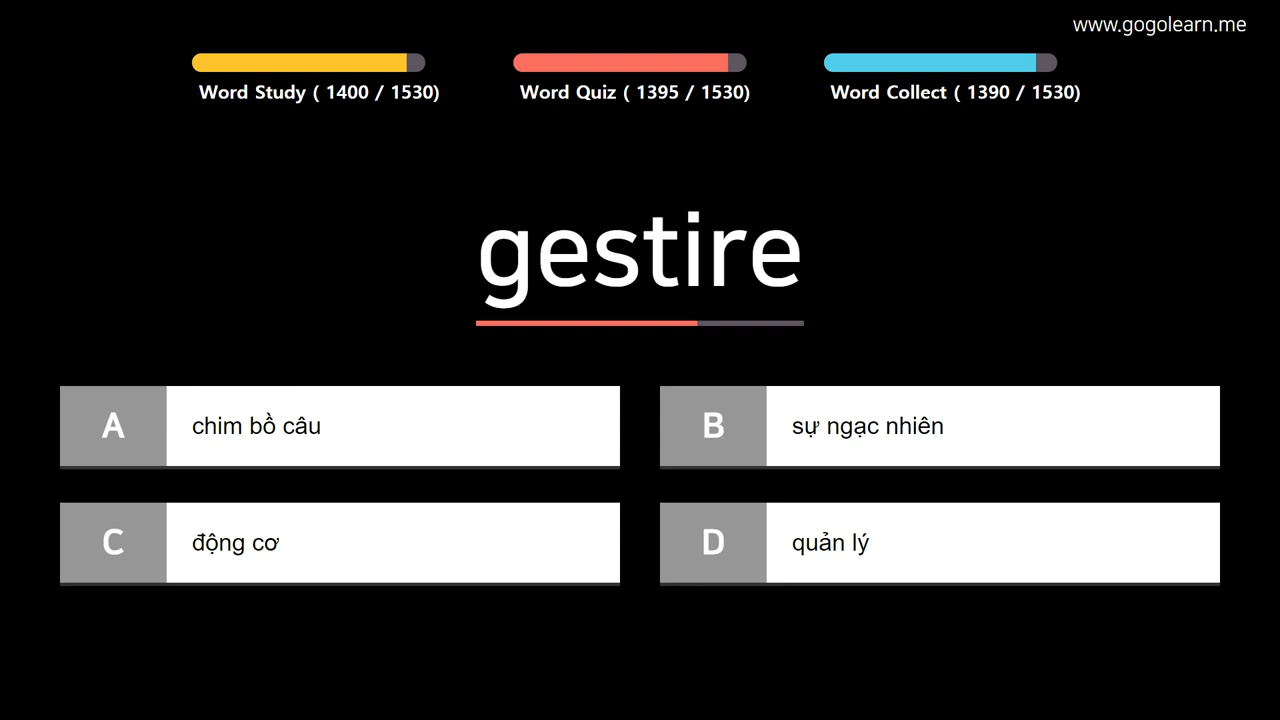 www.gogolearn.me
Word Study ( 1400 / 1530)
Word Quiz ( 1395 / 1530)
Word Collect ( 1390 / 1530)
gestire
A chim bồ câu
B sự ngạc nhiên
C động cơ
D quản lý